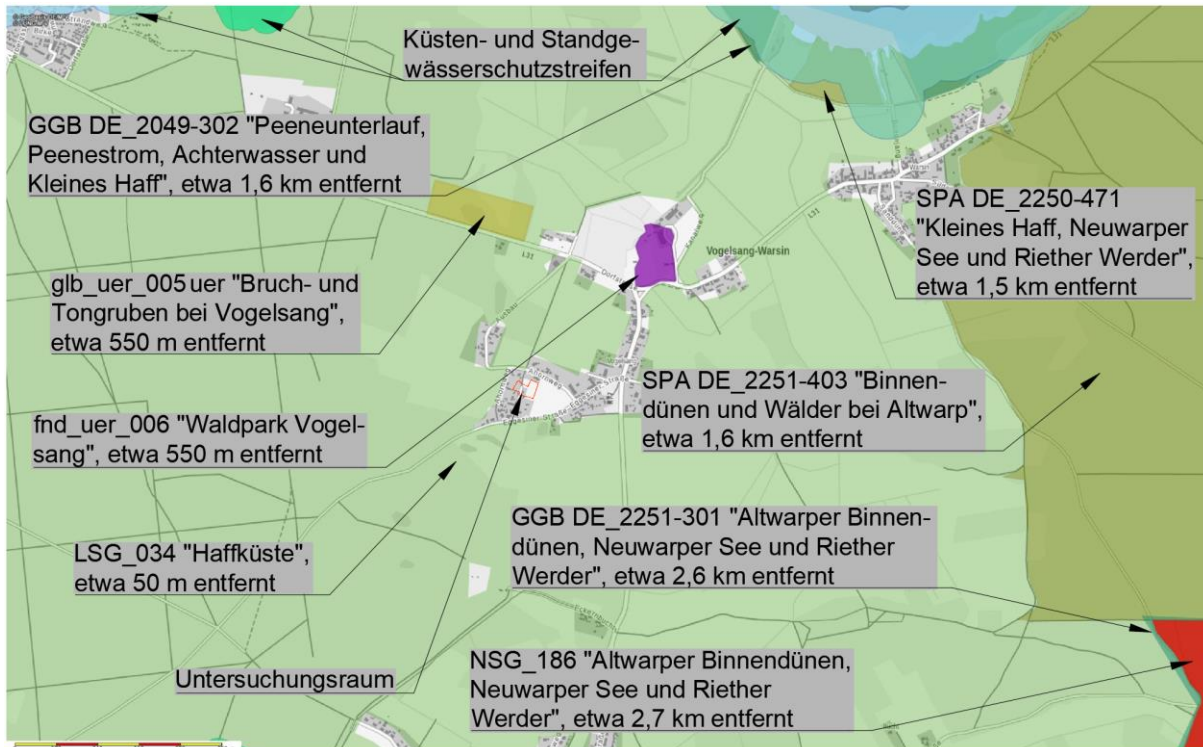 Küsten- und Standge-
wässerschutzstreifen
GGB DE_2049-302 "Peeneunterlauf,
Peenestrom, Achterwasser und
Kleines Haff", etwa 1,6 km entfernt
SPA DE_2250-471
"Kleines Haff, Neuwarper
See und Riether Werder",
etwa 1,5 km entfernt
L31
L31
Vogelsang-Warsin
Dorfst
Ausbau
glb_uer_005 uer "Bruch- und
Tongruben bei Vogelsang",
etwa 550 m entfernt
SPA DE_2251-403 "Binnen-
dünen und Wälder bei Altwarp",
etwa 1,6 km entfernt
fnd_uer_006 "Waldpark Vogel-
sang", etwa 550 m entfernt
LSG_034 "Haffküste",
etwa 50 m entfernt
GGB DE_2251-301 "Altwarper Binnen-
dünen, Neuwarper See und Riether
Werder", etwa 2,6 km entfernt
Untersuchungsraum
NSG_186 "Altwarper Binnendünen,
Neuwarper See und Riether
Werder", etwa 2,7 km entfernt